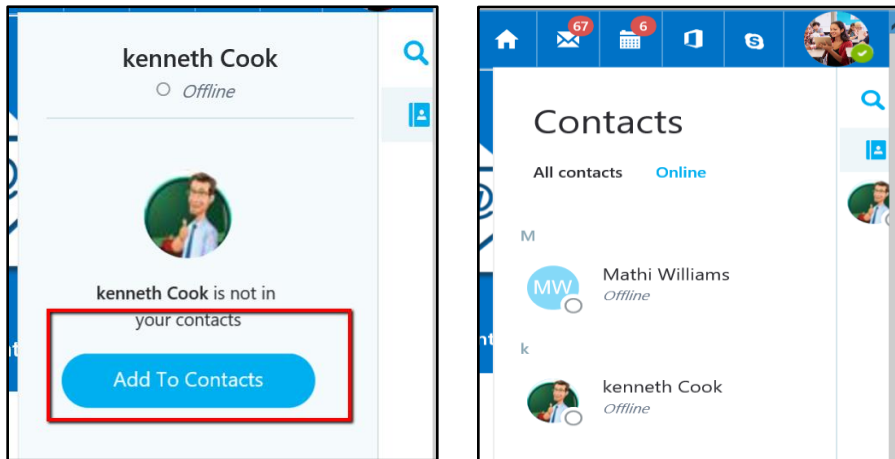 kenneth Cook
Offline
kenneth Cook is not in
your contacts
Add To Contacts
67
6
Contacts
All contacts Online
M
MW
Mathi Williams
Offline
k
kenneth Cook
Offline